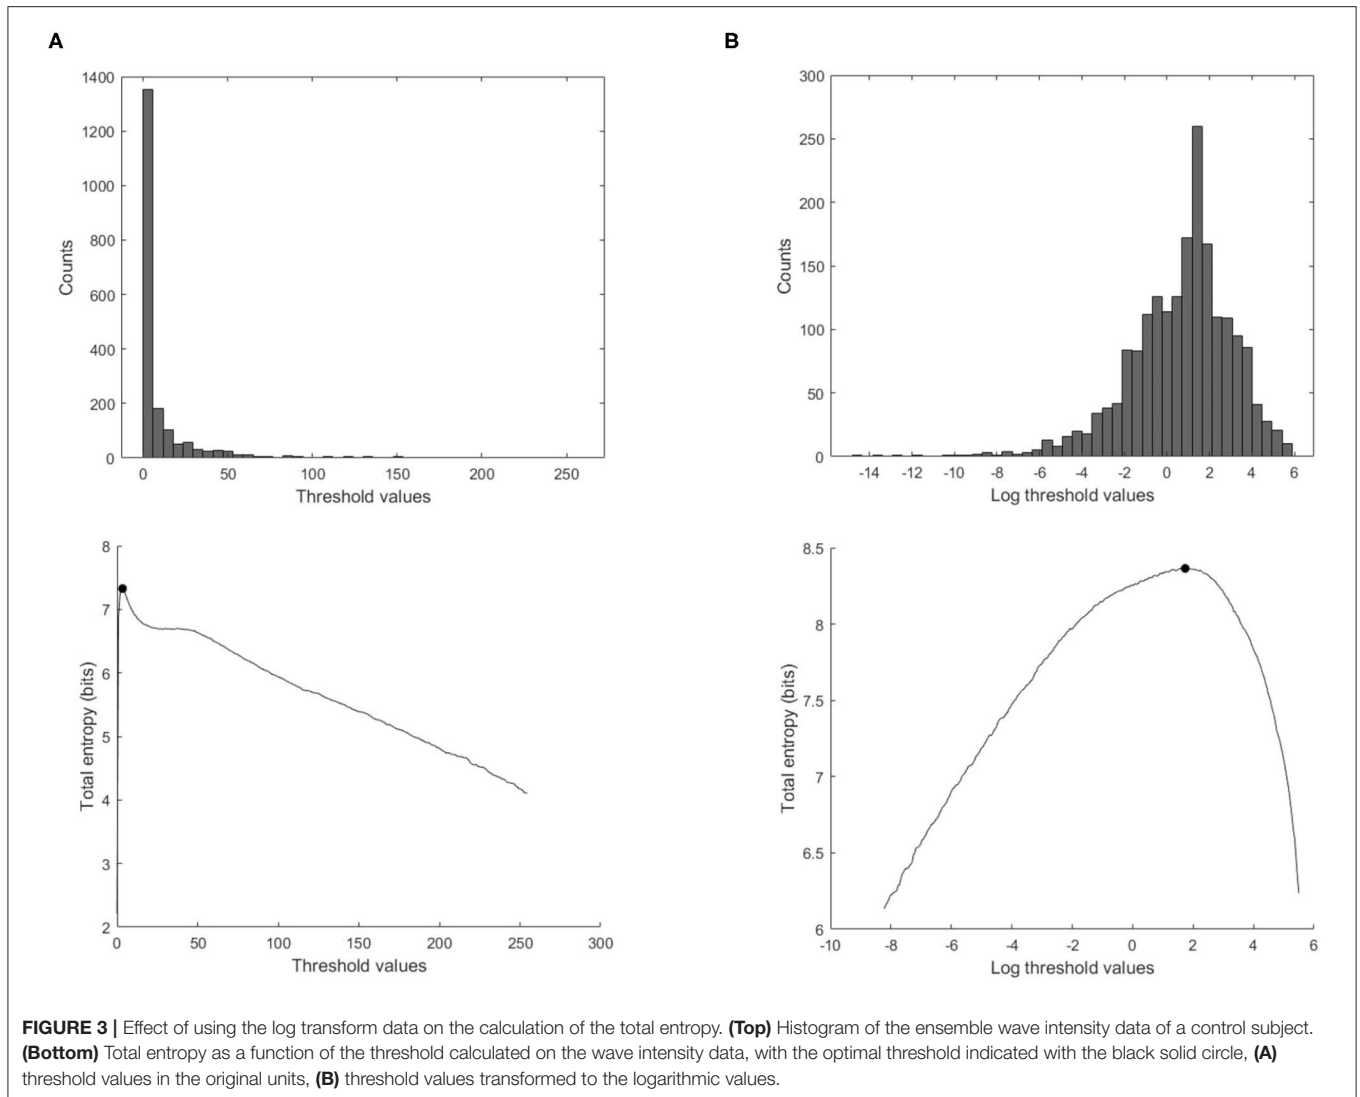 A
B
1400
1200
1000
800
600
400
200
0
Counts
0 50 100 150 200 250
Threshold values
300
250
200
150
100
50
0
Counts
-14 -12 -10 -8 -6 -4 -2 0 2 4 6
Log threshold values
8
7
6
5
4
3
2
Total entropy (bits)
0 50 100 150 200 250 300
Threshold values
8.5
8
7.5
7
6.5
6
Total entropy (bits)
-10 -8 -6 -4 -2 0 2 4 6
Log threshold values
FIGURE 3 | Effect of using the log transform data on the calculation of the total entropy. (Top) Histogram of the ensemble wave intensity data of a control subject.
(Bottom) Total entropy as a function of the threshold calculated on the wave intensity data, with the optimal threshold indicated with the black solid circle, (A)
threshold values in the original units, (B) threshold values transformed to the logarithmic values.